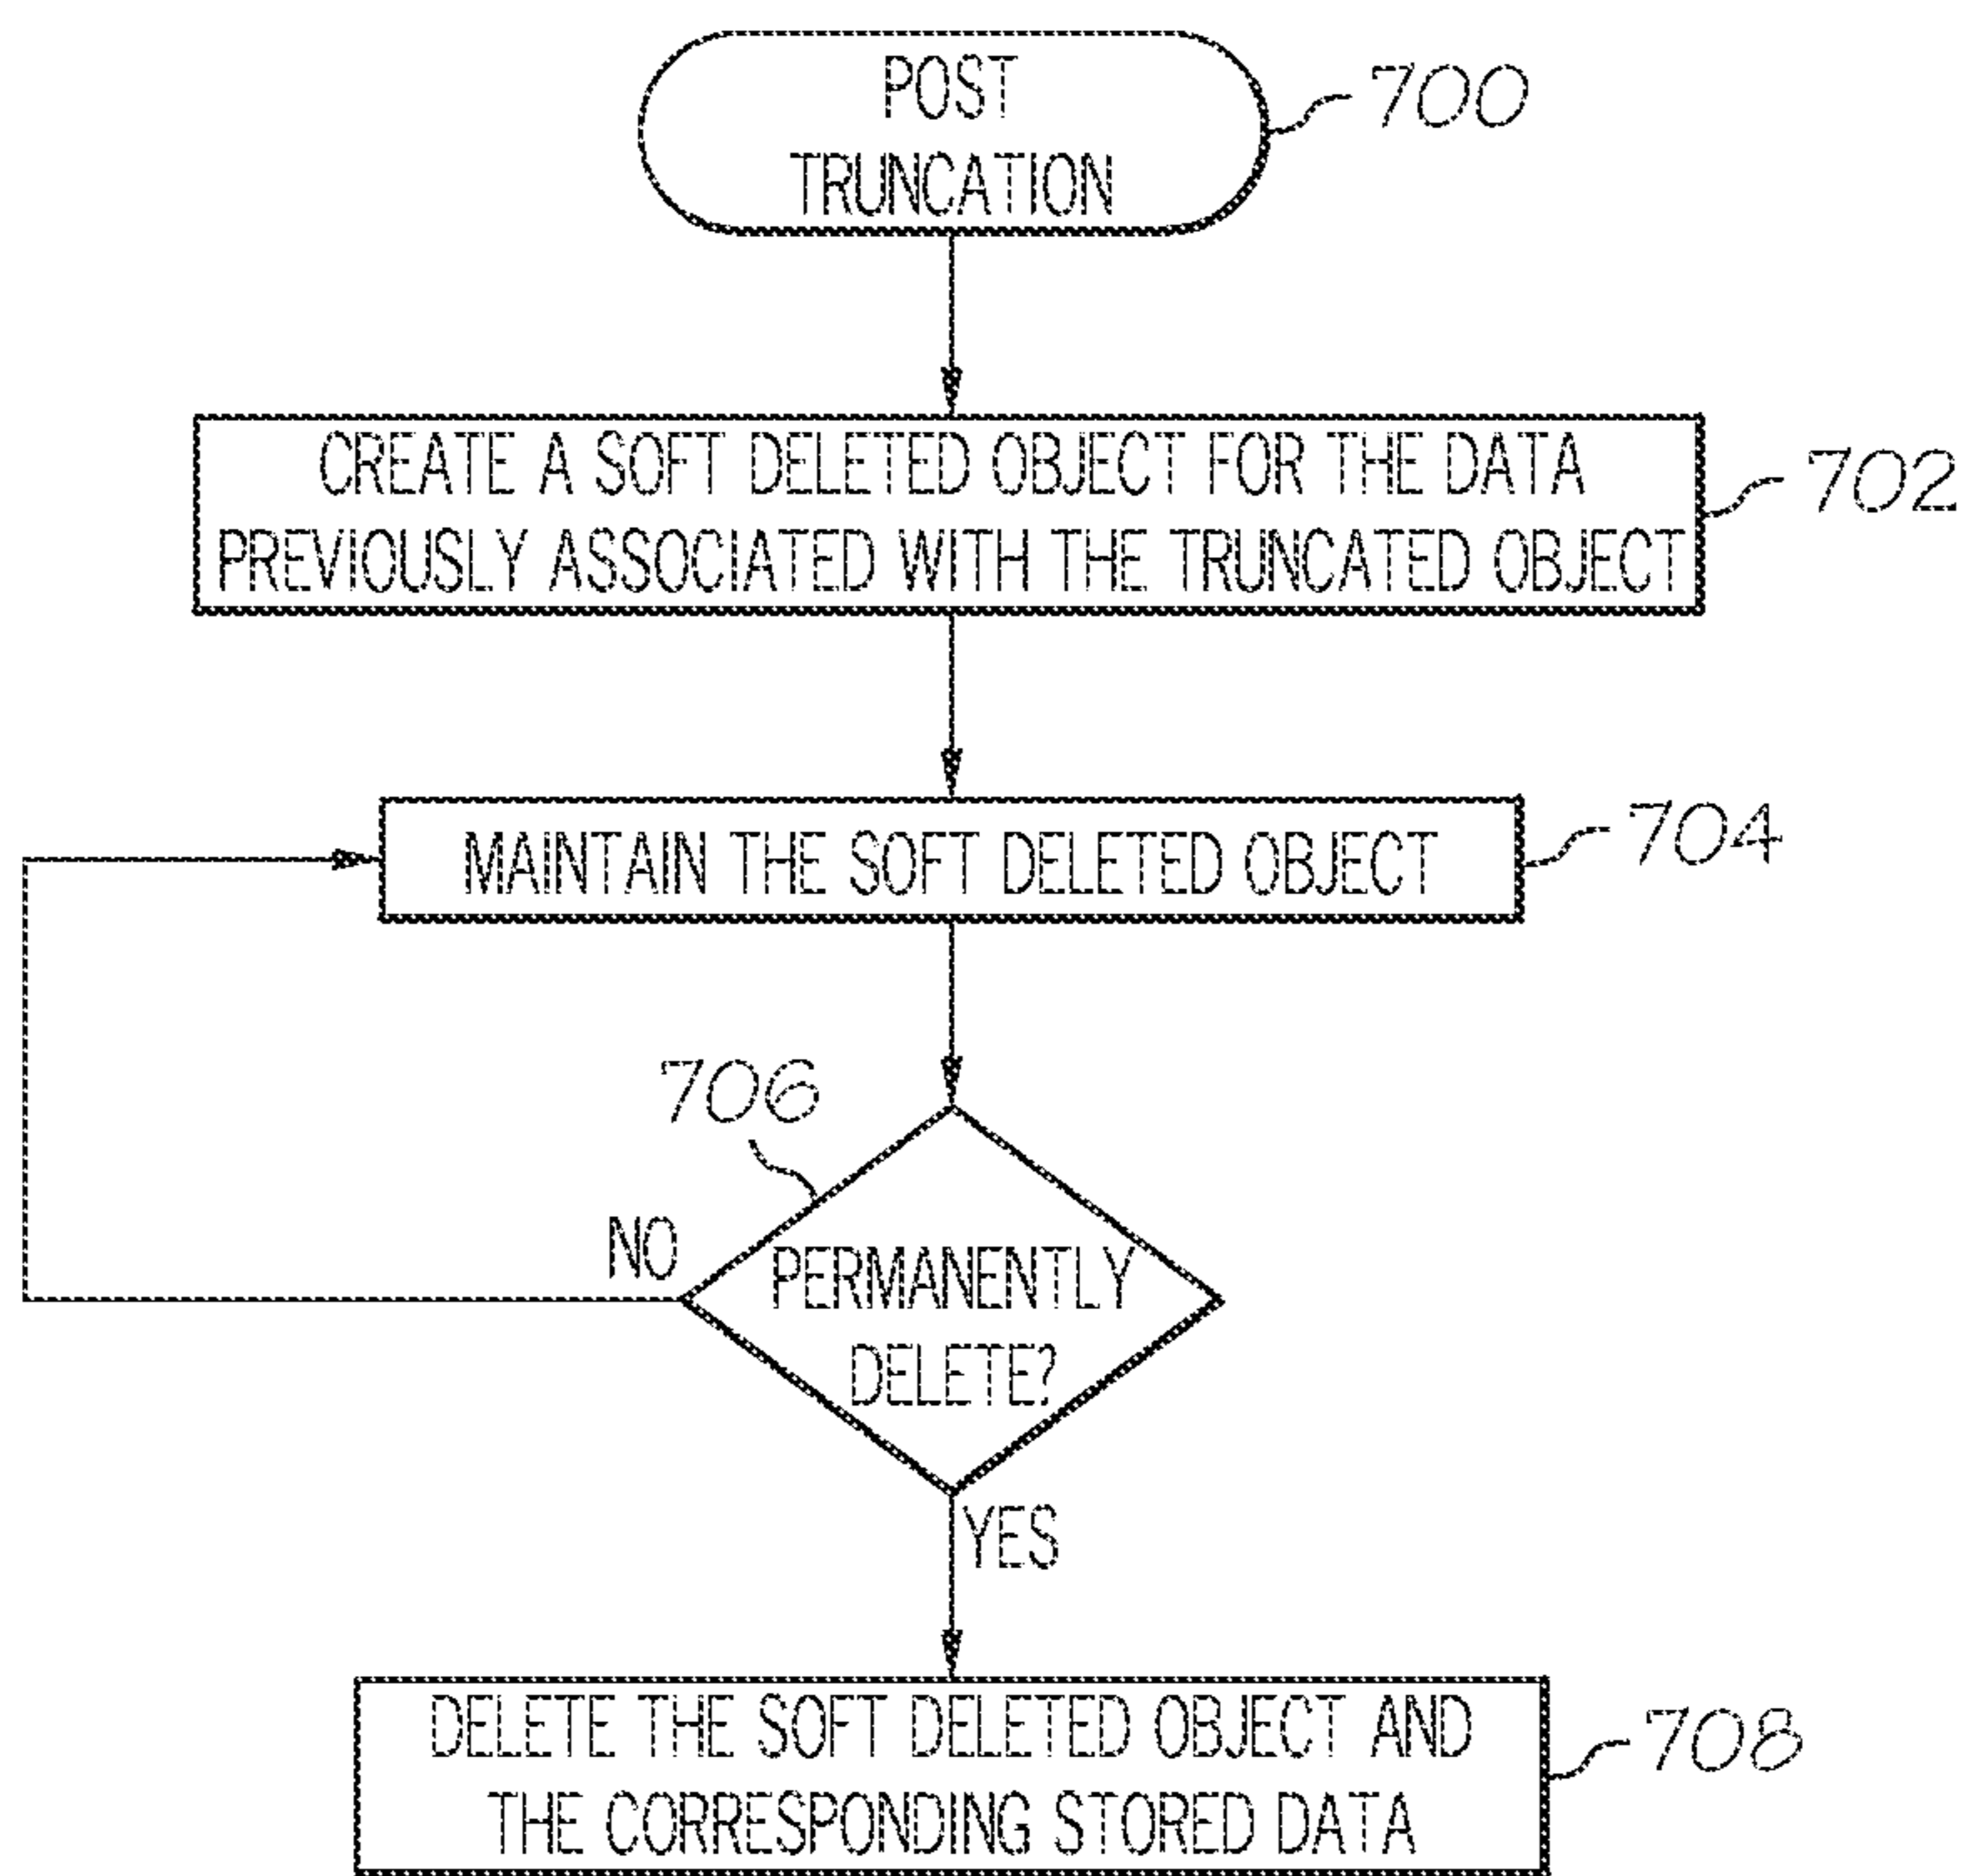 POST
TRUNCATION
700
CREATE A SOFT DELETED OBJECT FOR THE DATA
PREVIOUSLY ASSOCIATED WITH THE TRUNCATED OBJECT
702
MAINTAIN THE SOFT DELETED OBJECT
704
706
NO
PERMANENTLY
DELETE?
YES
DELETE THE SOFT DELETED OBJECT AND
THE CORRESPONDING STORED DATA
708